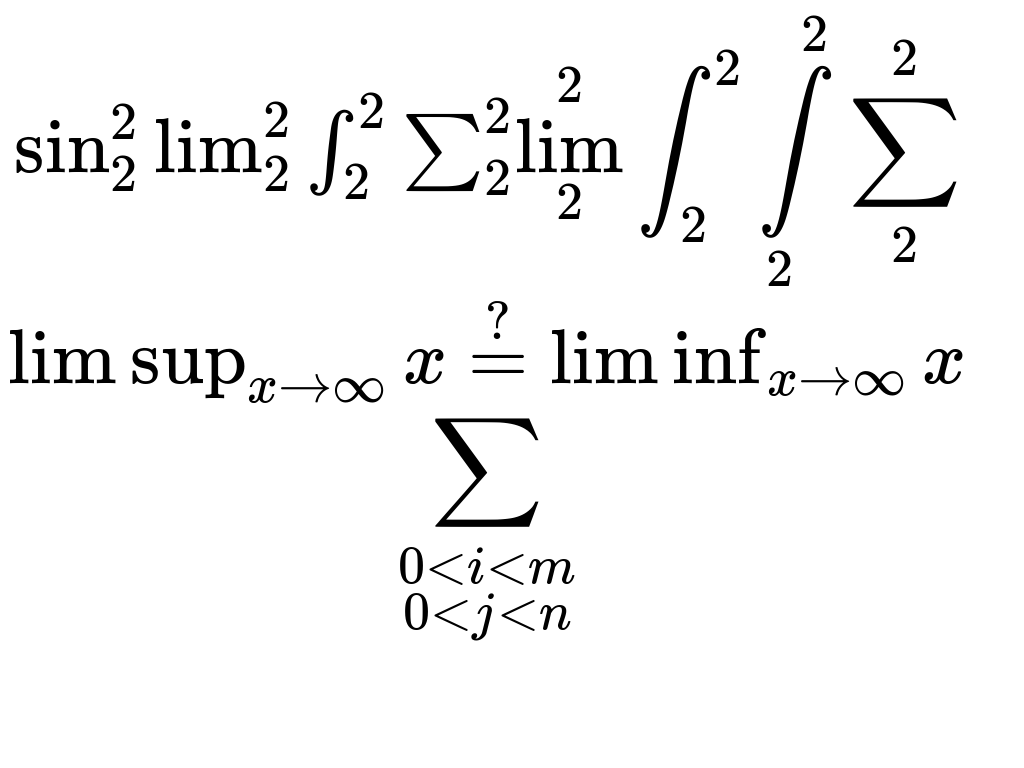 sin₂² lim₂² ∫₂² ∑₂² lim₂² ∫₂² ∫₂² ∑₂²
lim sup_{x→∞} x ≟ lim inf_{x→∞} x
∑
0<i<m
0<j<n